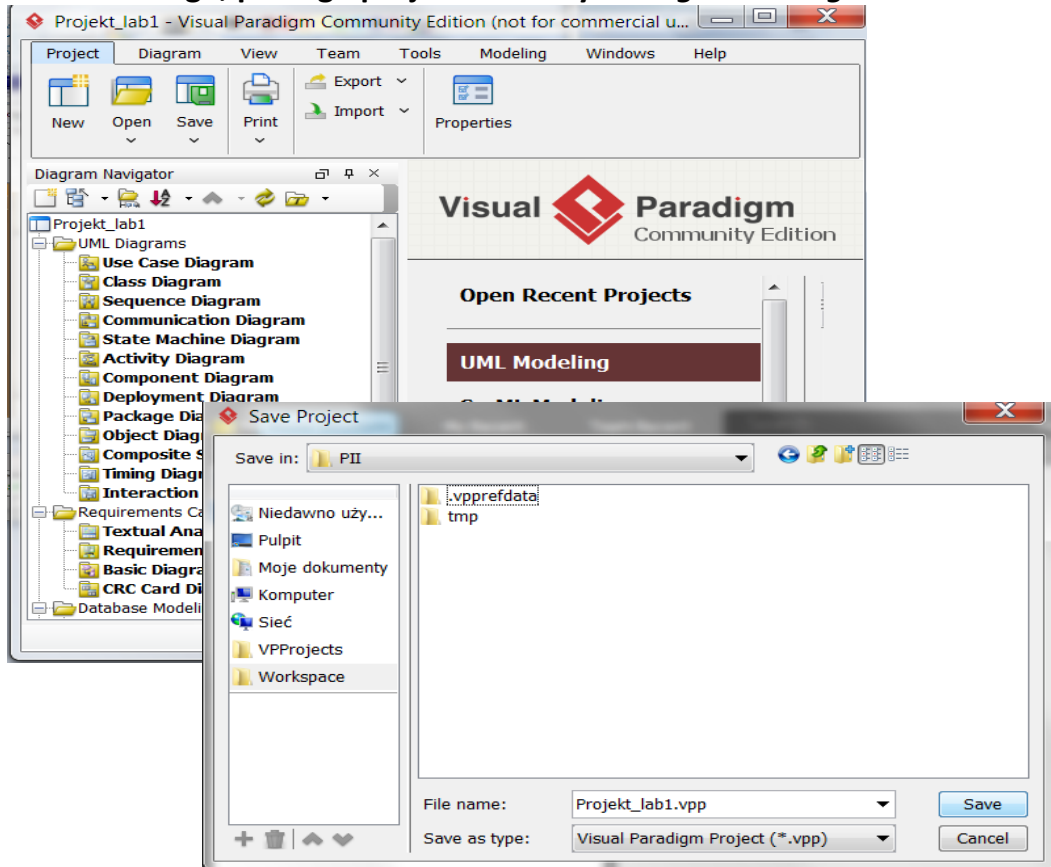 Projekt_lab1 - Visual Paradigm Community Edition (not for commercial u...
Project Diagram View Team Tools Modeling Windows Help
New Open Save Print Export Import Properties
Diagram Navigator
Projekt_lab1
UML Diagrams
Use Case Diagram
Class Diagram
Sequence Diagram
Communication Diagram
State Machine Diagram
Activity Diagram
Component Diagram
Deployment Diagram
Package Dia
Object Diag
Composite S
Timing Diagr
Interaction
Requirements Ca
Textual Ana
Requiremen
Basic Diagra
CRC Card Di
Database Modeli
Visual Paradigm
Community Edition
Open Recent Projects
UML Modeling
Save Project
Save in: PII
Niedawno uży...
Pulpit
Moje dokumenty
Komputer
Sieć
VPProjects
Workspace
.vpprefdata
tmp
File name: Projekt_lab1.vpp Save
Save as type: Visual Paradigm Project (*.vpp) Cancel